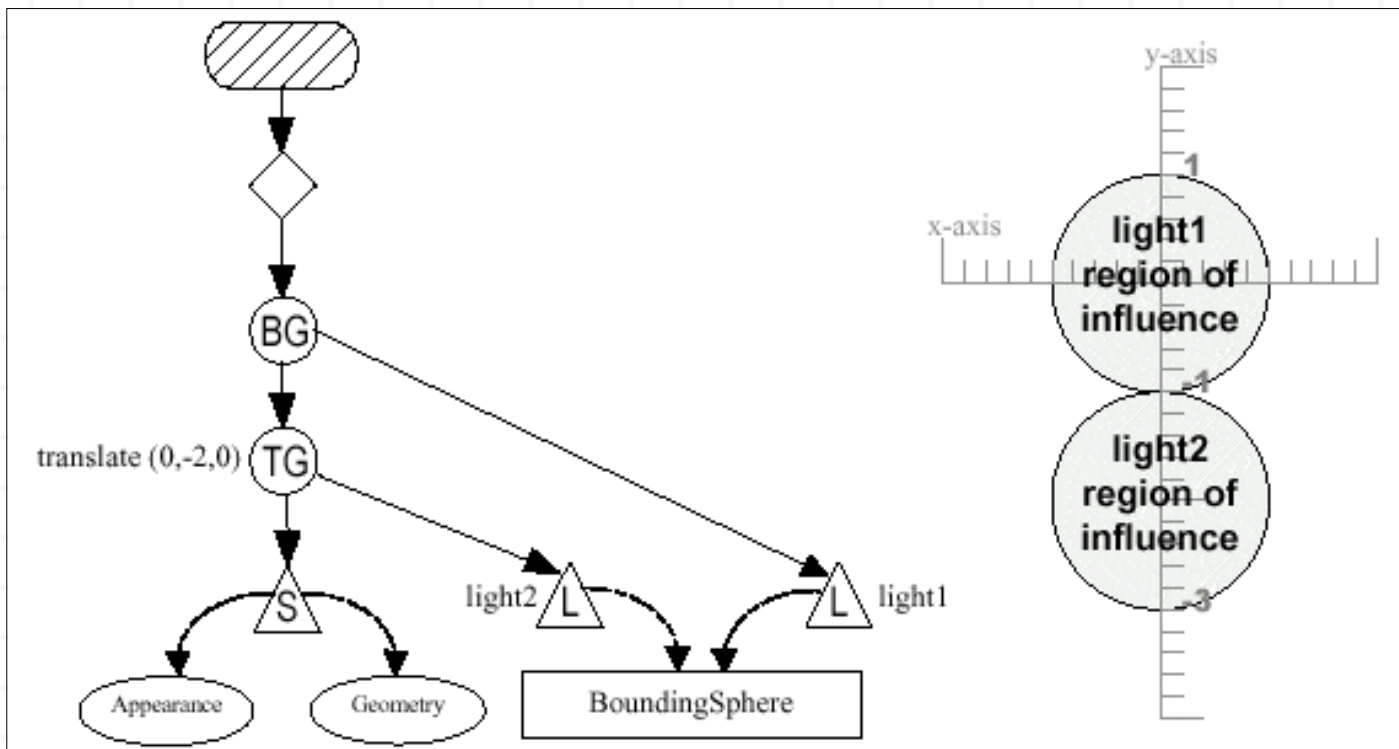 BG
translate (0,-2,0)
TG
S
light2
L
L
light1
Appearance
Geometry
BoundingSphere
y-axis
1
x-axis
light1
region of
influence
-1
light2
region of
influence
-3